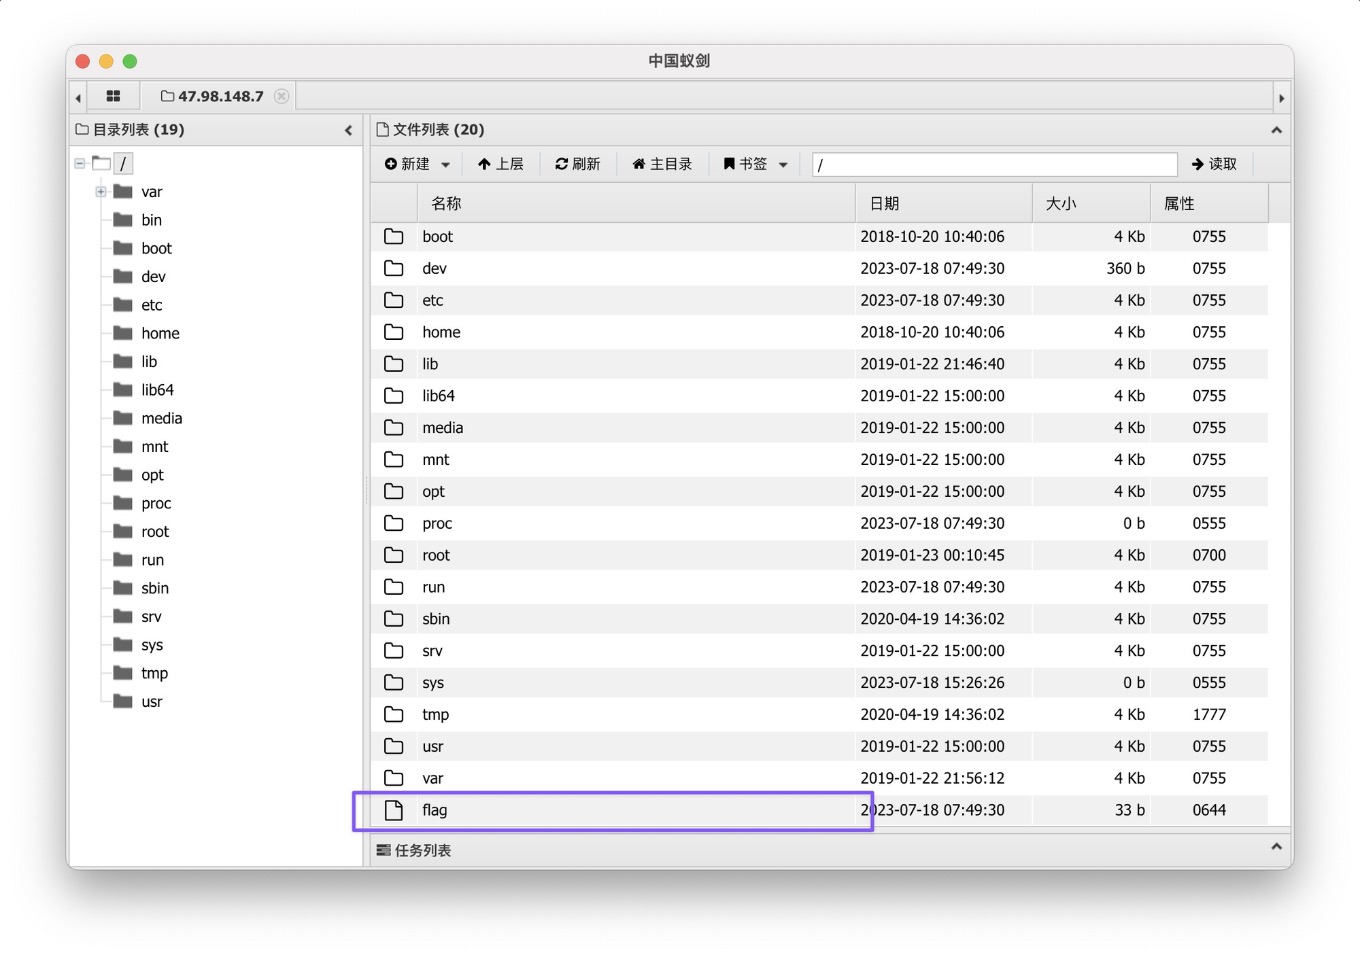 中国蚁剑
47.98.148.7
目录列表 (19)
/
var
bin
boot
dev
etc
home
lib
lib64
media
mnt
opt
proc
root
run
sbin
srv
sys
tmp
usr
文件列表 (20)
新建 上层 刷新 主目录 书签 / 读取
名称 日期 大小 属性
boot 2018-10-20 10:40:06 4 Kb 0755
dev 2023-07-18 07:49:30 360 b 0755
etc 2023-07-18 07:49:30 4 Kb 0755
home 2018-10-20 10:40:06 4 Kb 0755
lib 2019-01-22 21:46:40 4 Kb 0755
lib64 2019-01-22 15:00:00 4 Kb 0755
media 2019-01-22 15:00:00 4 Kb 0755
mnt 2019-01-22 15:00:00 4 Kb 0755
opt 2019-01-22 15:00:00 4 Kb 0755
proc 2023-07-18 07:49:30 0 b 0555
root 2019-01-23 00:10:45 4 Kb 0700
run 2023-07-18 07:49:30 4 Kb 0755
sbin 2020-04-19 14:36:02 4 Kb 0755
srv 2019-01-22 15:00:00 4 Kb 0755
sys 2023-07-18 15:26:26 0 b 0555
tmp 2020-04-19 14:36:02 4 Kb 1777
usr 2019-01-22 15:00:00 4 Kb 0755
var 2019-01-22 21:56:12 4 Kb 0755
flag 2023-07-18 07:49:30 33 b 0644
任务列表